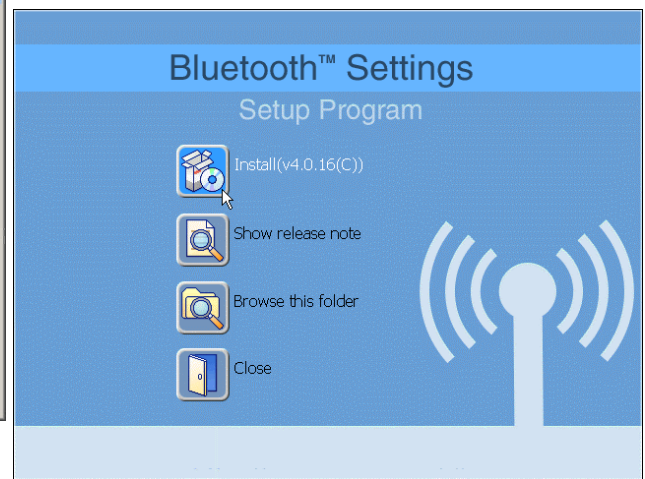 Bluetooth™ Settings
Setup Program
Install(v4.0.16(C))
Show release note
Browse this folder
Close